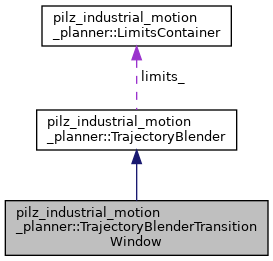 pilz_industrial_motion
_planner::LimitsContainer
limits_
pilz_industrial_motion
_planner::TrajectoryBlender
pilz_industrial_motion
_planner::TrajectoryBlenderTransition
Window